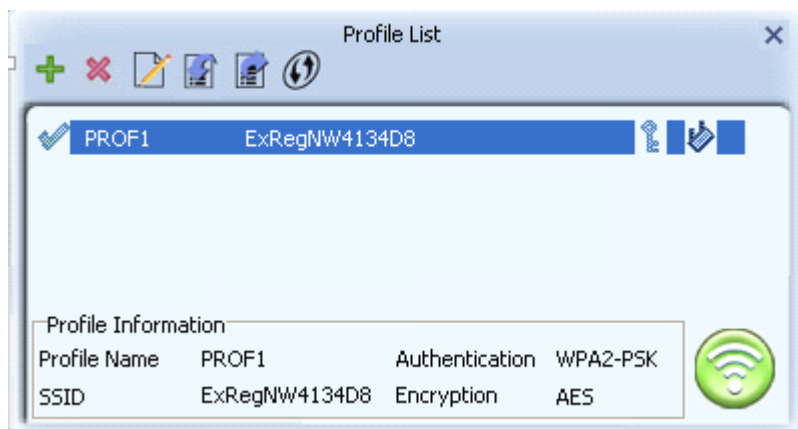 Profile List
PROF1 ExRegNW4134D8
Profile Information
Profile Name PROF1 Authentication WPA2-PSK
SSID ExRegNW4134D8 Encryption AES